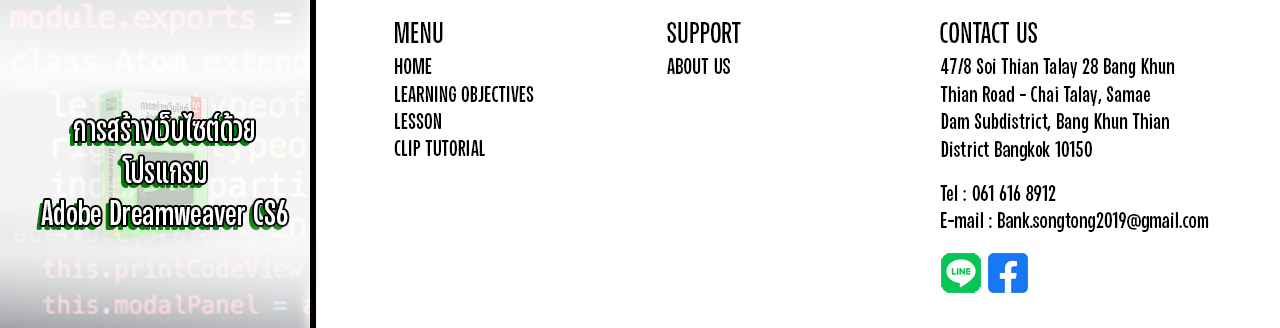 module.exports =
class Atom extend
การสร้างเว็บไซต์ด้วย
โปรแกรม
Adobe Dreamweaver CS6
this.printCodeView
this.modalPanel =
MENU
HOME
LEARNING OBJECTIVES
LESSON
CLIP TUTORIAL
SUPPORT
ABOUT US
CONTACT US
47/8 Soi Thian Talay 28 Bang Khun
Thian Road - Chai Talay, Samae
Dam Subdistrict, Bang Khun Thian
District Bangkok 10150
Tel : 061 616 8912
E-mail : Bank.songtong2019@gmail.com
LINE